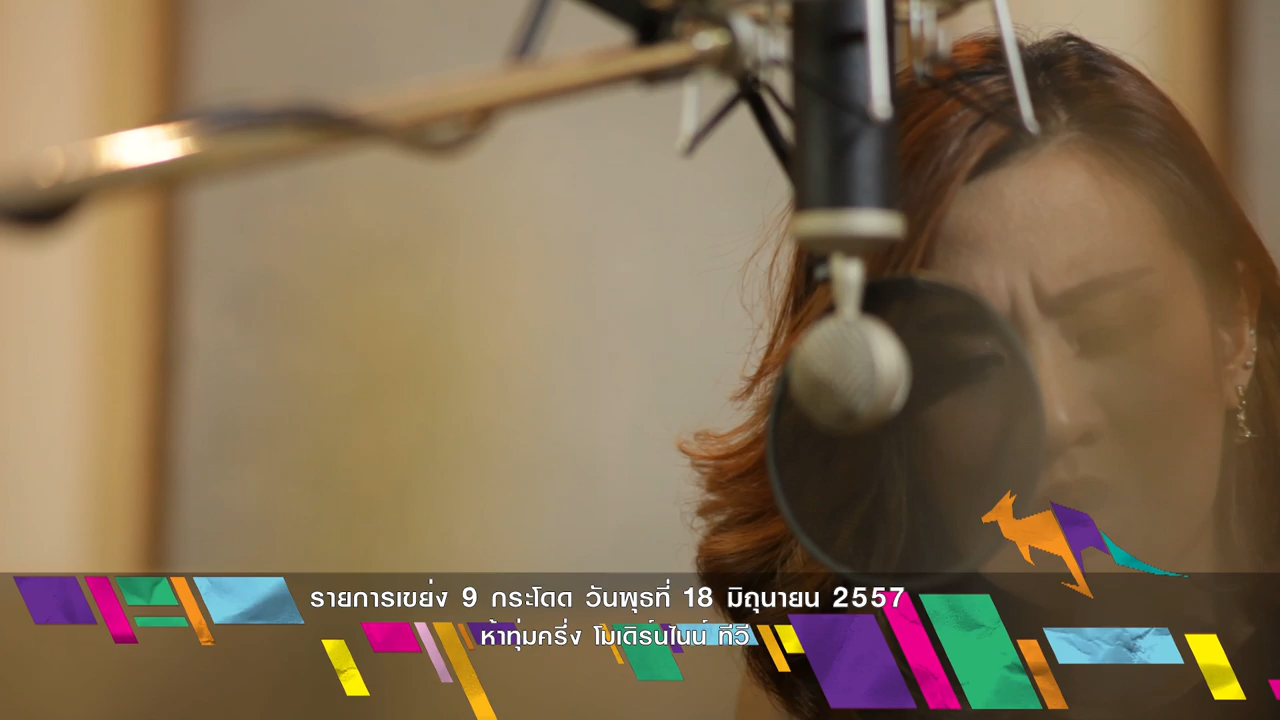 รายการเขย่ง 9 กระโดด วันพุธที่ 18 มิถุนายน 2557
ห้าทุ่มครึ่ง โมเดิร์นไนน์ ทีวี